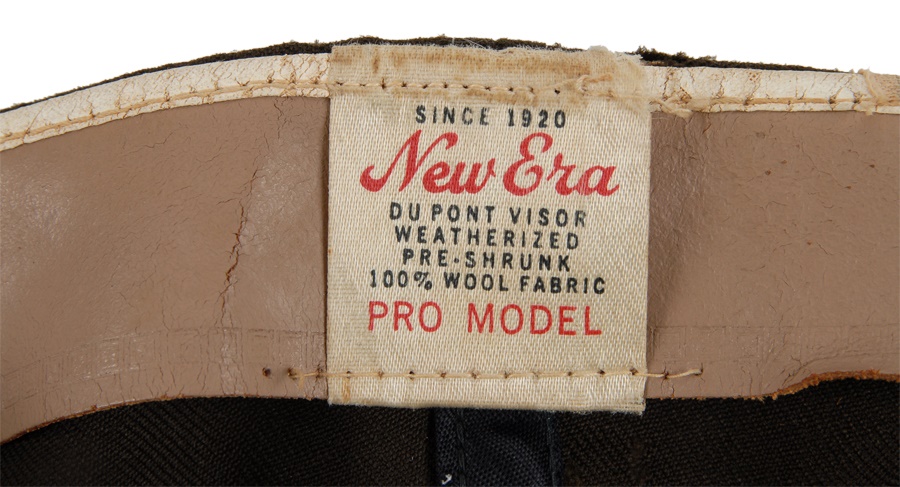 SINCE 1920
New Era
DU PONT VISOR
WEATHERIZED
PRE-SHRUNK
100% WOOL FABRIC
PRO MODEL